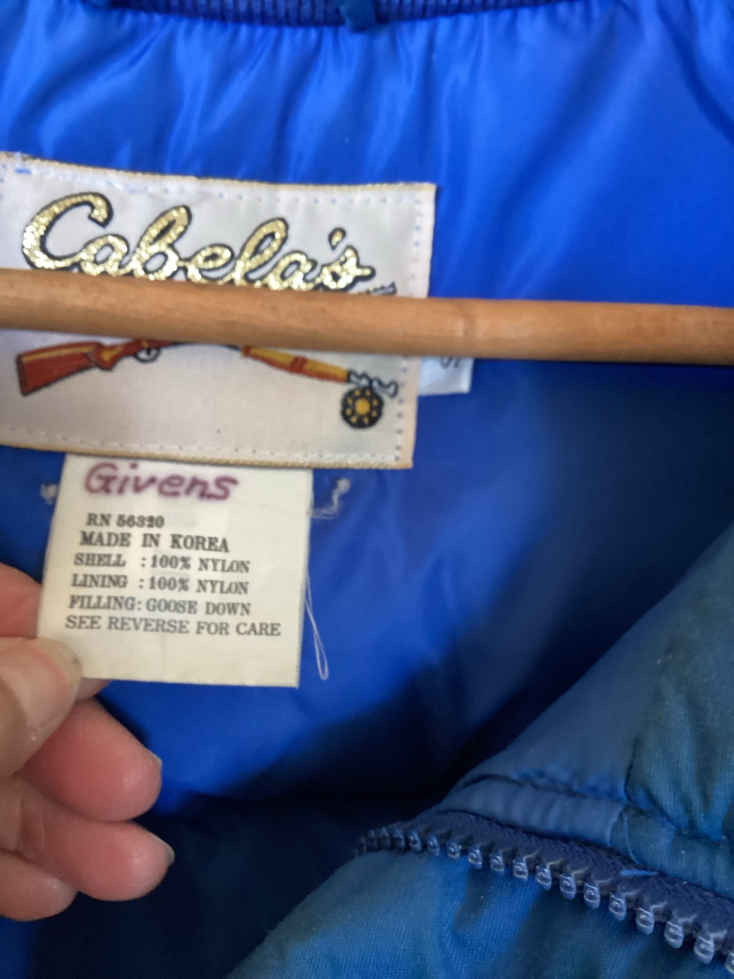 Cabela's
Givens
RN 56320
MADE IN KOREA
SHELL : 100% NYLON
LINING : 100% NYLON
FILLING: GOOSE DOWN
SEE REVERSE FOR CARE